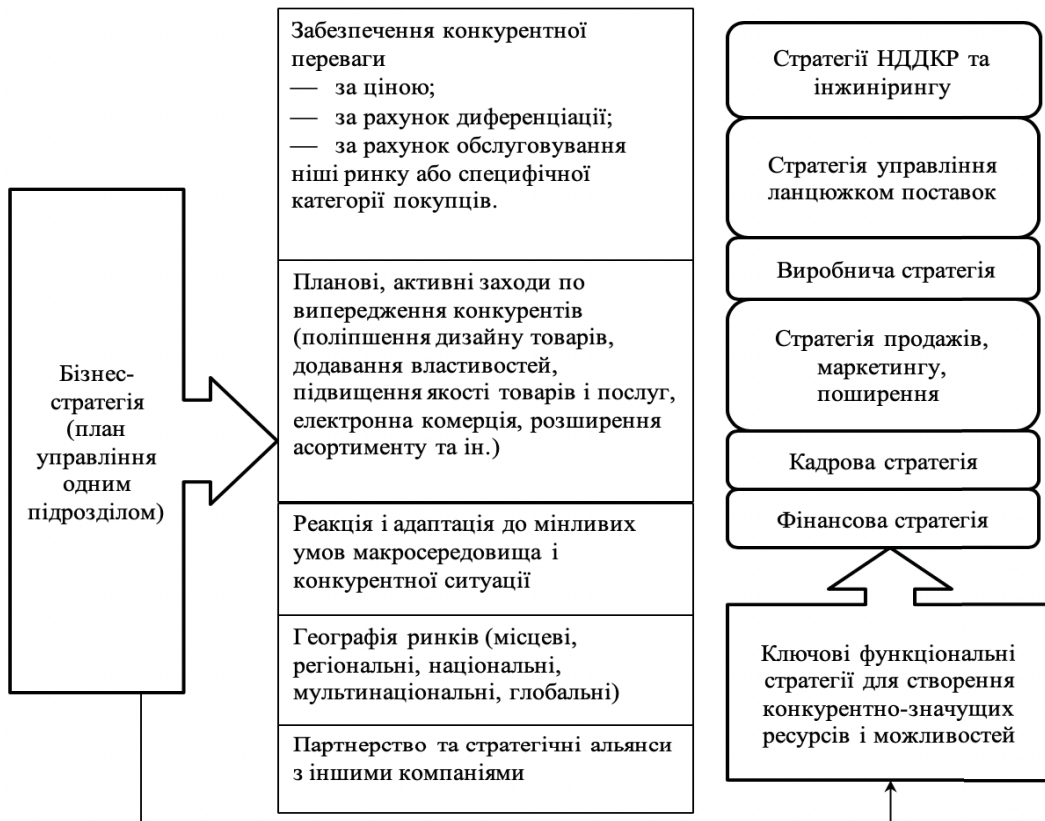 Бізнес-
стратегія
(план
управління
одним
підрозділом)
Забезпечення конкурентної
переваги
— за ціною;
— за рахунок диференціації;
— за рахунок обслуговування
ніші ринку або специфічної
категорії покупців.
Планові, активні заходи по
випередження конкурентів
(поліпшення дизайну товарів,
додавання властивостей,
підвищення якості товарів і послуг,
електронна комерція, розширення
асортименту та ін.)
Реакція і адаптація до мінливих
умов макросередовища і
конкурентної ситуації
Географія ринків (місцеві,
регіональні, національні,
мультинаціональні, глобальні)
Партнерство та стратегічні альянси
з іншими компаніями
Стратегії НДДКР та
інжинірингу
Стратегія управління
ланцюжком поставок
Виробнича стратегія
Стратегія продажів,
маркетингу,
поширення
Кадрова стратегія
Фінансова стратегія
Ключові функціональні
стратегії для створення
конкурентно-значущих
ресурсів і можливостей